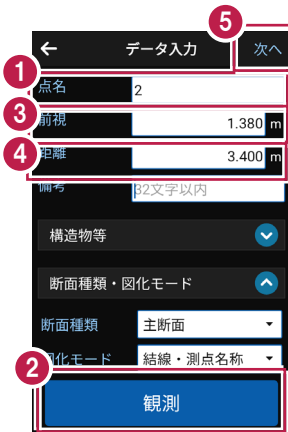 5
← データ入力 次へ
1
点名 2
3
前視 1.380 m
4
距離 3.400 m
備考 32文字以内
構造物等
断面種類・図化モード
断面種類 主断面
図化モード 結線・測点名称
2
観測